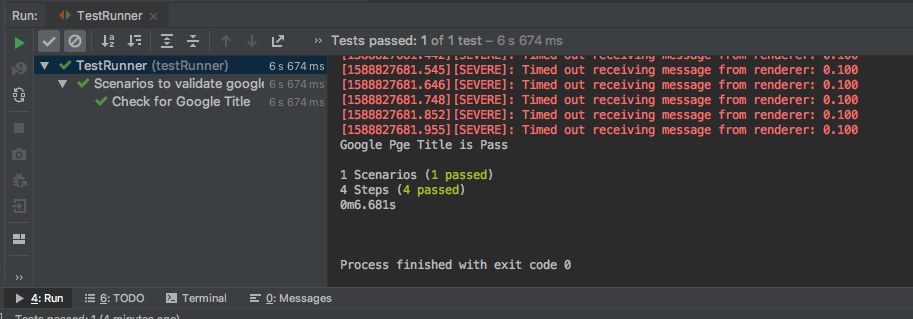 Run: TestRunner ×
Tests passed: 1 of 1 test – 6 s 674 ms
TestRunner (testRunner) 6 s 674 ms
Scenarios to validate google 6 s 674 ms
Check for Google Title 6 s 674 ms
[1588827681.442][SEVERE]: Timed out receiving message from renderer: 0.100
[1588827681.545][SEVERE]: Timed out receiving message from renderer: 0.100
[1588827681.646][SEVERE]: Timed out receiving message from renderer: 0.100
[1588827681.748][SEVERE]: Timed out receiving message from renderer: 0.100
[1588827681.852][SEVERE]: Timed out receiving message from renderer: 0.100
[1588827681.955][SEVERE]: Timed out receiving message from renderer: 0.100
Google Pge Title is Pass
1 Scenarios (1 passed)
4 Steps (4 passed)
0m6.681s
Process finished with exit code 0
4: Run 6: TODO Terminal 0: Messages
Tests passed: 1 (4 minutes ago)